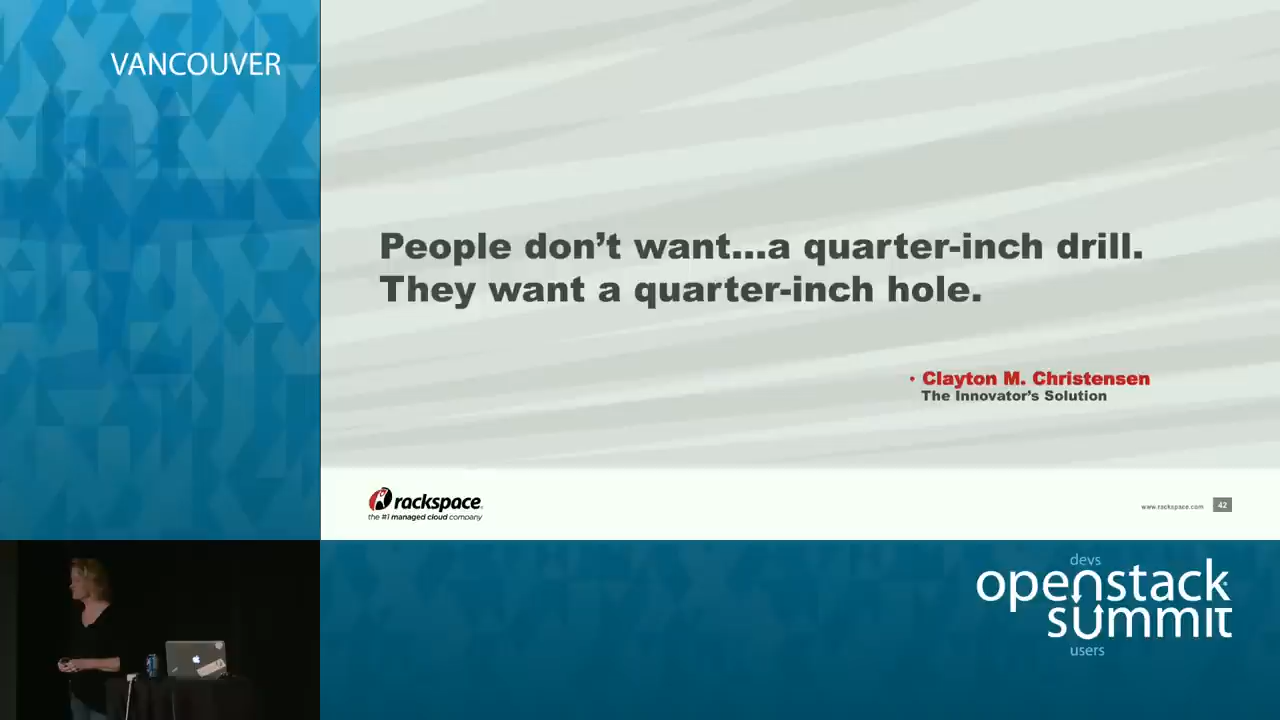 VANCOUVER
People don’t want...a quarter-inch drill.
They want a quarter-inch hole.
• Clayton M. Christensen
The Innovator’s Solution
rackspace
the #1 managed cloud company
www.rackspace.com 42
devs
openstack
summit
users